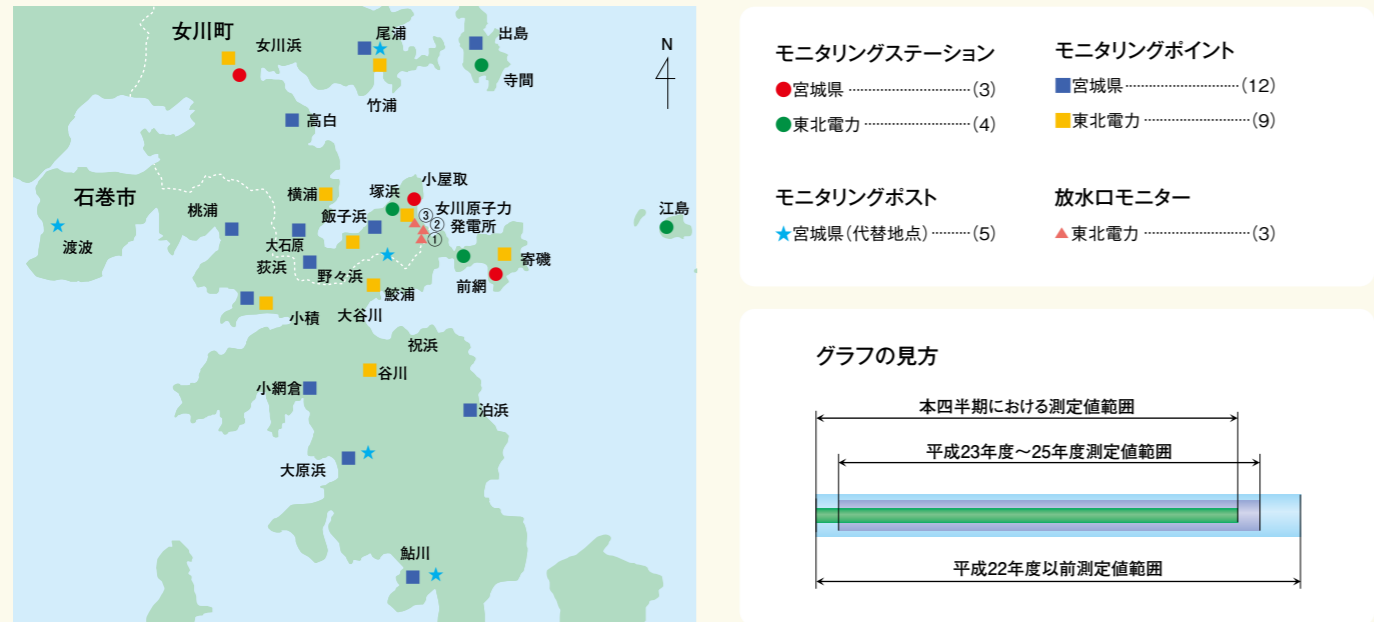 女川町
女川浜
尾浦
出島
寺間
竹浦
高白
N
石巻市
渡波
桃浦
横浦
大石原
飯子浜
塚浜
小屋取
女川原子力
発電所
③
②
①
江島
荻浜
野々浜
寄磯
前網
鮫浦
小積
大谷川
祝浜
谷川
小網倉
泊浜
大原浜
鮎川
モニタリングステーション
●宮城県 ……………………(3)
●東北電力 …………………(4)
モニタリングポイント
■宮城県 ……………………(12)
■東北電力 …………………(9)
モニタリングポスト
★宮城県(代替地点) ………(5)
放水口モニター
▲東北電力 …………………(3)
グラフの見方
本四半期における測定値範囲
平成23年度～25年度測定値範囲
平成22年度以前測定値範囲